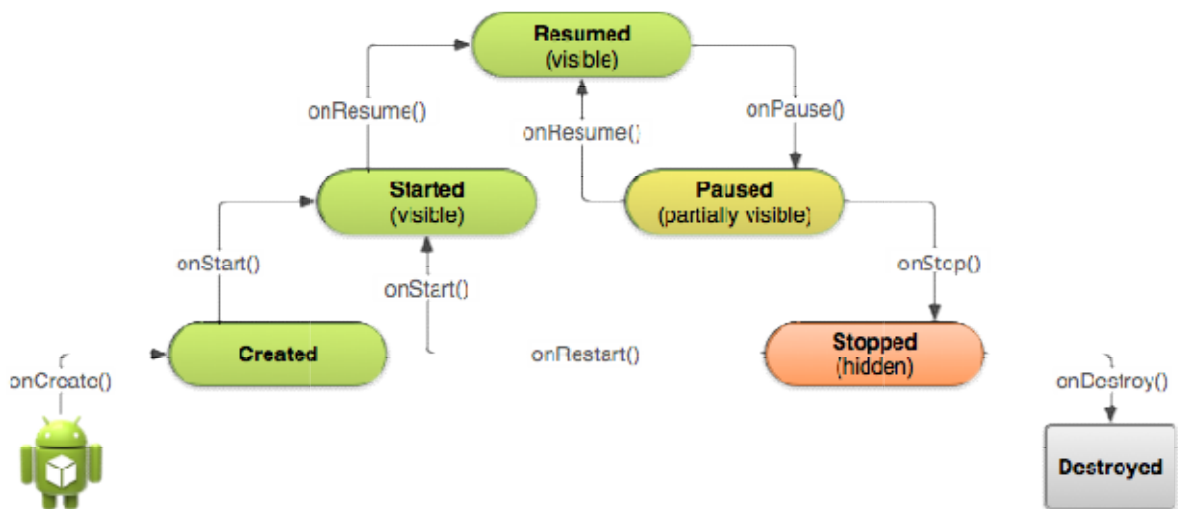 Resumed
(visible)
onResume()
onResume()
onPause()
Started
(visible)
Paused
(partially visible)
onStart()
onStart()
onStop()
Created
onRestart()
Stopped
(hidden)
onCreate()
onDestroy()
Destroyed